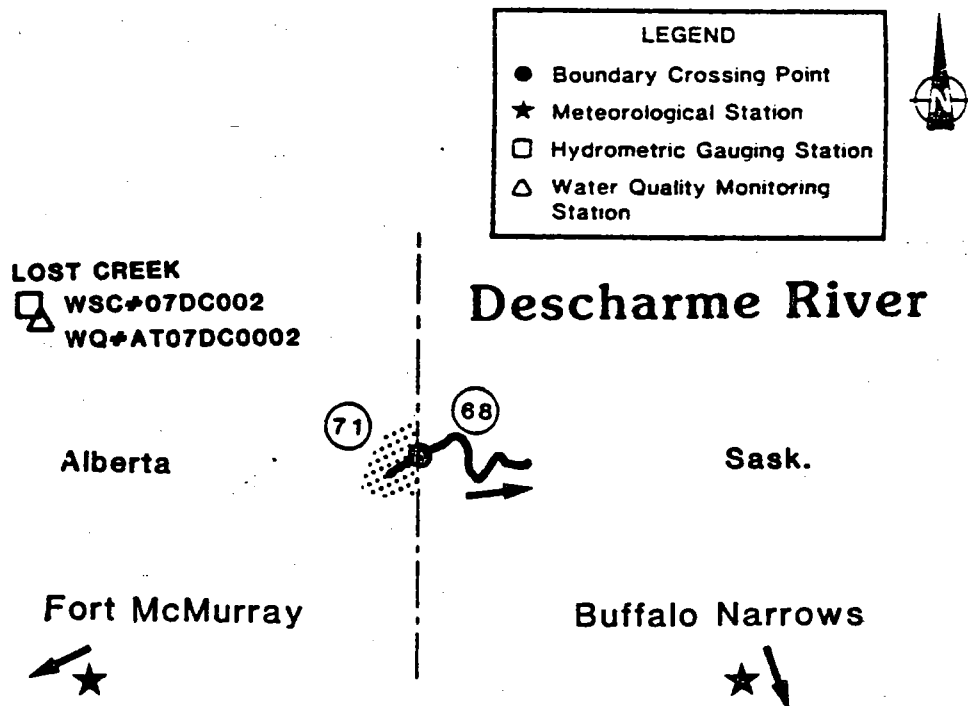 LEGEND
Boundary Crossing Point
Meteorological Station
Hydrometric Gauging Station
Water Quality Monitoring
Station
N
LOST CREEK
WSC#07DC002
WQ#AT07DC0002
Descharme River
71
68
Alberta
Sask.
Fort McMurray
Buffalo Narrows